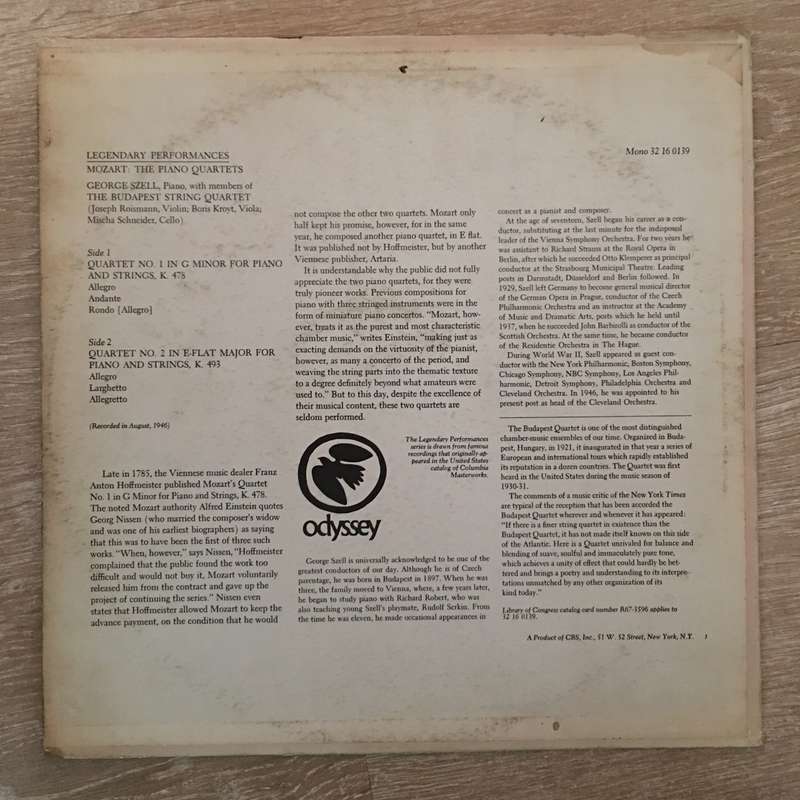 LEGENDARY PERFORMANCES
MOZART: THE PIANO QUARTETS
GEORGE SZELL, Piano, with members of
THE BUDAPEST STRING QUARTET
(Joseph Roismann, Violin; Boris Kroyt, Viola;
Mischa Schneider, Cello)
Side 1
QUARTET NO. 1 IN G MINOR FOR PIANO
AND STRINGS, K. 478
Allegro
Andante
Rondo [Allegro]
Side 2
QUARTET NO. 2 IN E-FLAT MAJOR FOR
PIANO AND STRINGS, K. 493
Allegro
Larghetto
Allegretto
(Recorded in August, 1946)
Late in 1785, the Viennese music dealer Franz
Anton Hoffmeister published Mozart's Quartet
No. 1 in G Minor for Piano and Strings, K. 478.
The noted Mozart authority Alfred Einstein quotes
Georg Nissen (who married the composer's widow
and was one of his earliest biographers) as saying
that this was to have been the first of three such
works. "When, however," says Nissen, "Hoffmeister
complained that the public found the work too
difficult and would not buy it, Mozart voluntarily
released him from the contract and gave up the
project of continuing the series." Nissen even
states that Hoffmeister allowed Mozart to keep the
advance payment, on the condition that he would
not compose the other two quartets. Mozart only
half kept his promise, however, for in the same
year, he composed another piano quartet, in E flat.
It was published not by Hoffmeister, but by another
Viennese publisher, Artaria.
It is understandable why the public did not fully
appreciate the two piano quartets, for they were
truly pioneer works. Previous compositions for
piano with three stringed instruments were in the
form of miniature piano concertos. "Mozart, how-
ever, treats it as the purest and most characteristic
chamber music," writes Einstein, "making just as
exacting demands on the virtuosity of the pianist,
however, as many a concerto of the period, and
weaving the string parts into the thematic texture
to a degree definitely beyond what amateurs were
used to." But to this day, despite the excellence of
their musical content, these two quartets are
seldom performed.
odyssey
The Legendary Performances
series is drawn from famous
recordings that originally ap-
peared in the United States
catalog of Columbia
Masterworks.
George Szell is universally acknowledged to be one of the
greatest conductors of our day. Although he is of Czech
parentage, he was born in Budapest in 1897. When he was
three, the family moved to Vienna, where, a few years later,
he began to study piano with Richard Robert, who was
also teaching young Szell's playmate, Rudolf Serkin. From
the time he was eleven, he made occasional appearances in
Mono 32 16 0139
concert as a pianist and composer.
At the age of seventeen, Szell began his career as a con-
ductor, substituting at the last minute for the indisposed
leader of the Vienna Symphony Orchestra. For two years he
was assistant to Richard Strauss at the Royal Opera in
Berlin, after which he succeeded Otto Klemperer as principal
conductor at the Strasbourg Municipal Theatre. Leading
posts in Darmstadt, Düsseldorf and Berlin followed. In
1929, Szell left Germany to become general musical director
of the German Opera in Prague, conductor of the Czech
Philharmonic Orchestra and an instructor at the Academy
of Music and Dramatic Arts, ports which he held until
1937, when he succeeded John Barbirolli as conductor of the
Scottish Orchestra. At the same time, he became conductor
of the Residentie Orchestra in The Hague.
During World War II, Szell appeared as guest con-
ductor with the New York Philharmonic, Boston Symphony,
Chicago Symphony, NBC Symphony, Los Angeles Phil-
harmonic, Detroit Symphony, Philadelphia Orchestra and
Cleveland Orchestra. In 1946, he was appointed to his
present post as head of the Cleveland Orchestra.
The Budapest Quartet is one of the most distinguished
chamber-music ensembles of our time. Organized in Buda-
pest, Hungary, in 1921, it inaugurated in that year a series of
European and international tours which rapidly established
its reputation in a dozen countries. The Quartet was first
heard in the United States during the music season of
1930-31.
The comments of a music critic of the New York Times
are typical of the reception that has been accorded the
Budapest Quartet wherever and whenever it has appeared:
"If there is a finer string quartet in existence than the
Budapest Quartet, it has not made itself known on this side
of the Atlantic. Here is a Quartet unrivaled for balance and
blending of suave, soulful and immaculately pure tone,
which achieves a unity of effect that could hardly be bet-
tered and brings a poetry and understanding to its interpre-
tations unmatched by any other organization of its
kind today."
Library of Congress catalog card number R67-3596 applies to
32 16 0139.
A Product of CBS, Inc., 51 W. 52 Street, New York, N.Y. 1